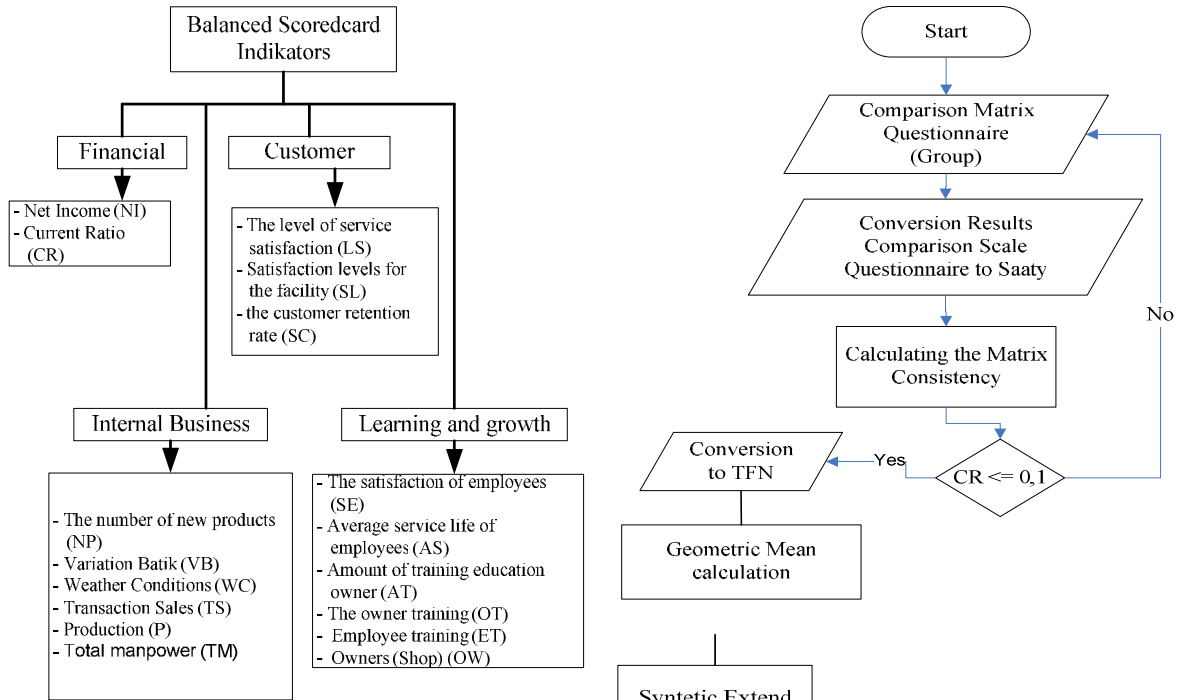 Balanced Scoredcard
Indikators
Financial
Customer
- Net Income (NI)
- Current Ratio
(CR)
- The level of service
satisfaction (LS)
- Satisfaction levels for
the facility (SL)
- the customer retention
rate (SC)
Internal Business
Learning and growth
- The number of new products
(NP)
- Variation Batik (VB)
- Weather Conditions (WC)
- Transaction Sales (TS)
- Production (P)
- Total manpower (TM)
- The satisfaction of employees
(SE)
- Average service life of
employees (AS)
- Amount of training education
owner (AT)
- The owner training (OT)
- Employee training (ET)
- Owners (Shop) (OW)
Start
Comparison Matrix
Questionnaire
(Group)
Conversion Results
Comparison Scale
Questionnaire to Saaty
No
Calculating the Matrix
Consistency
CR <= 0,1
Yes
Conversion
to TFN
Geometric Mean
calculation
Syntetic Extend